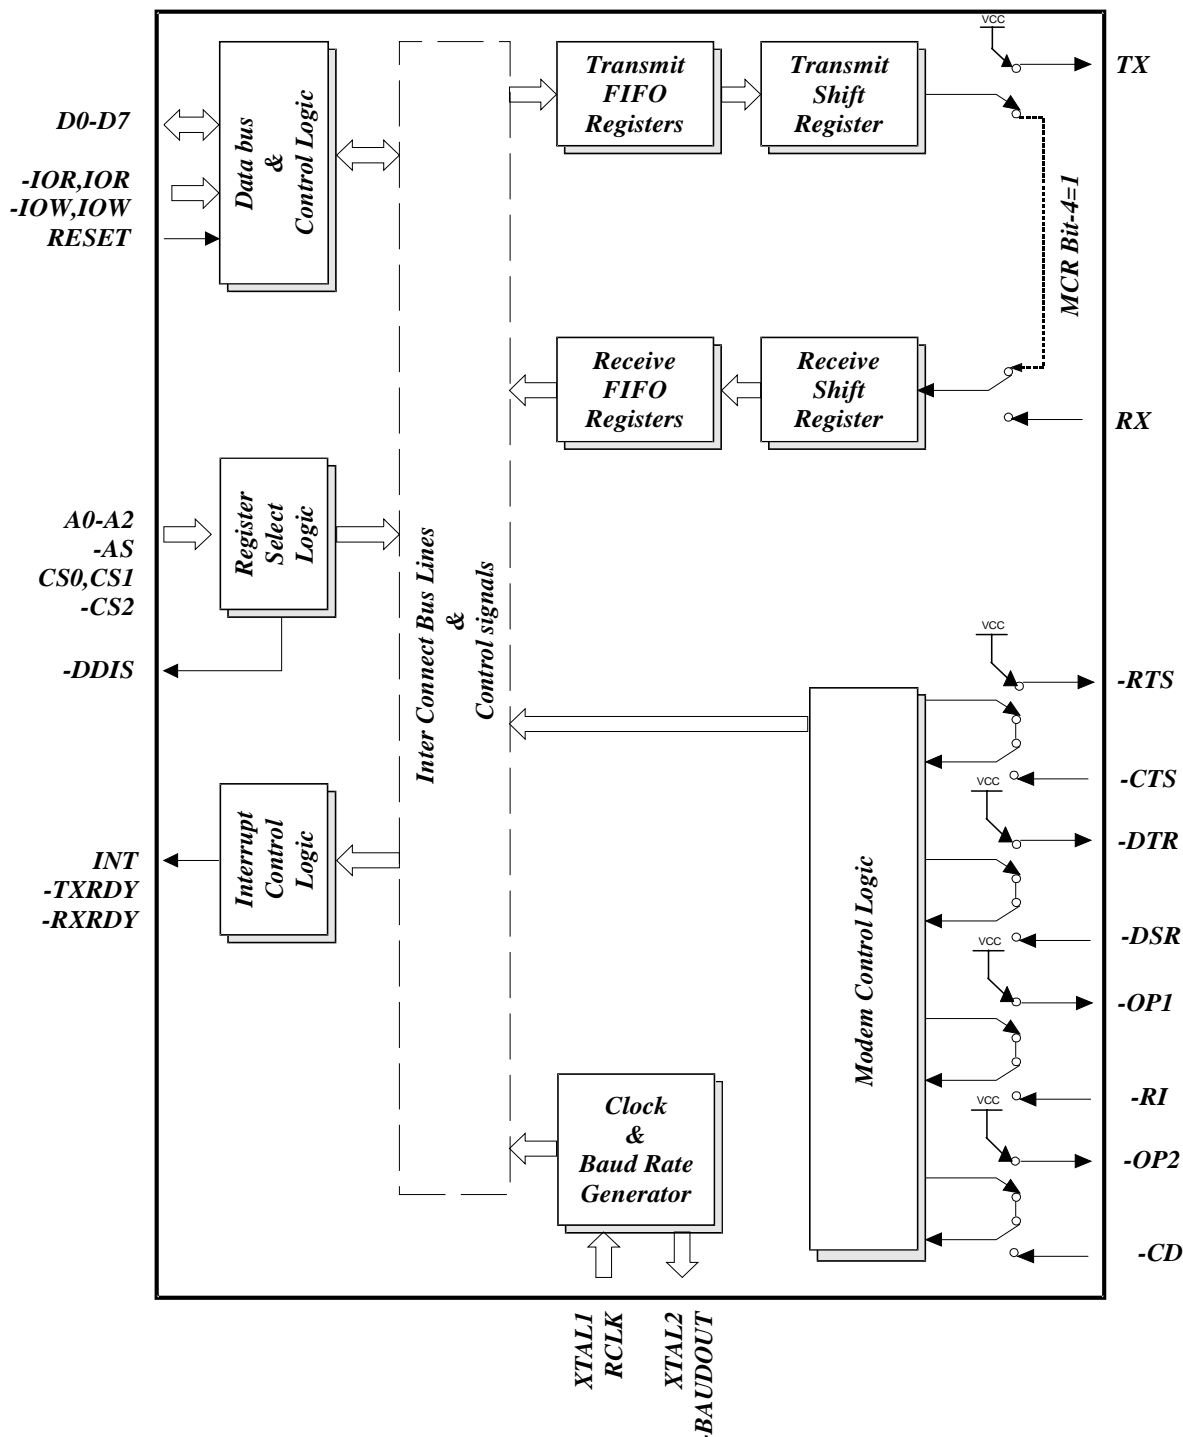 D0-D7
-IOR,IOR
-IOW,IOW
RESET
Data bus
&
Control Logic
A0-A2
-AS
CS0,CS1
-CS2
-DDIS
Register
Select
Logic
INT
-TXRDY
-RXRDY
Interrupt
Control
Logic
Inter Connect Bus Lines
&
Control signals
Transmit
FIFO
Registers
Transmit
Shift
Register
Receive
FIFO
Registers
Receive
Shift
Register
VCC
TX
MCR Bit-4=1
RX
Modem Control Logic
VCC
-RTS
-CTS
VCC
-DTR
-DSR
VCC
-OP1
-RI
VCC
-OP2
-CD
Clock
&
Baud Rate
Generator
XTAL1
RCLK
XTAL2
-BAUDOUT